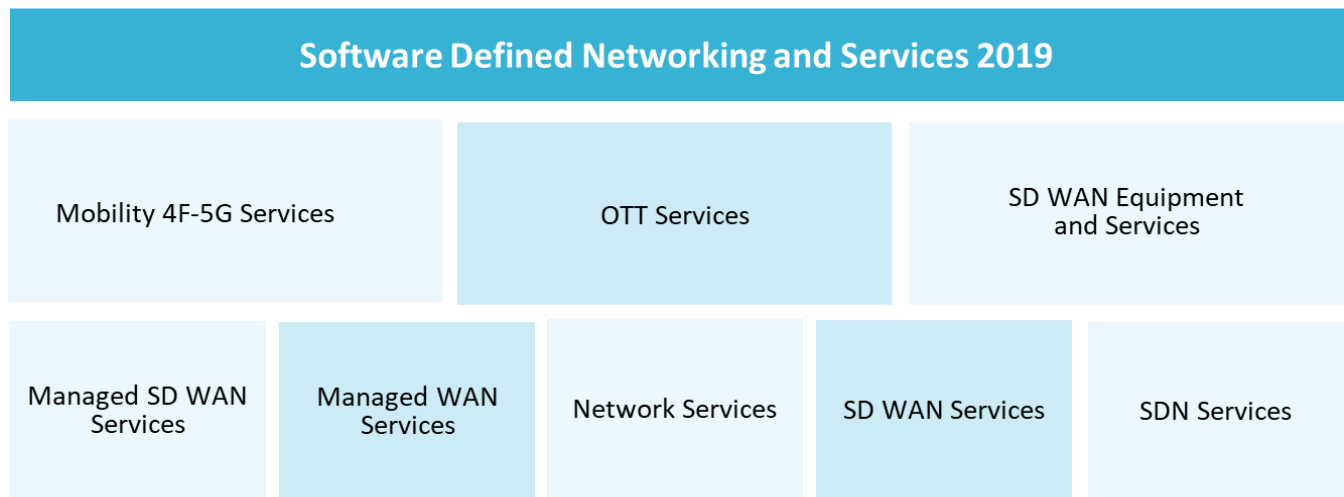 Software Defined Networking and Services 2019
Mobility 4F-5G Services
OTT Services
SD WAN Equipment
and Services
Managed SD WAN
Services
Managed WAN
Services
Network Services
SD WAN Services
SDN Services